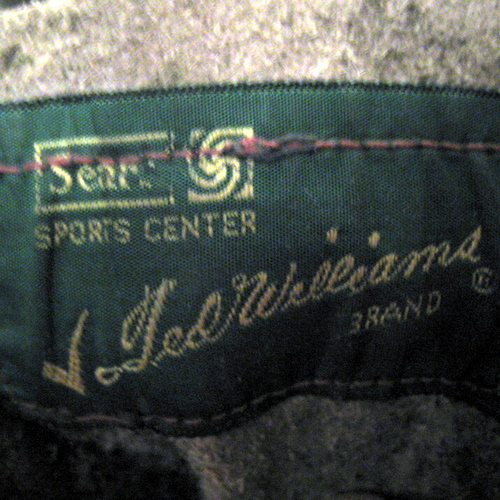 Sears
SPORTS CENTER
Ted Williams
BRAND ®